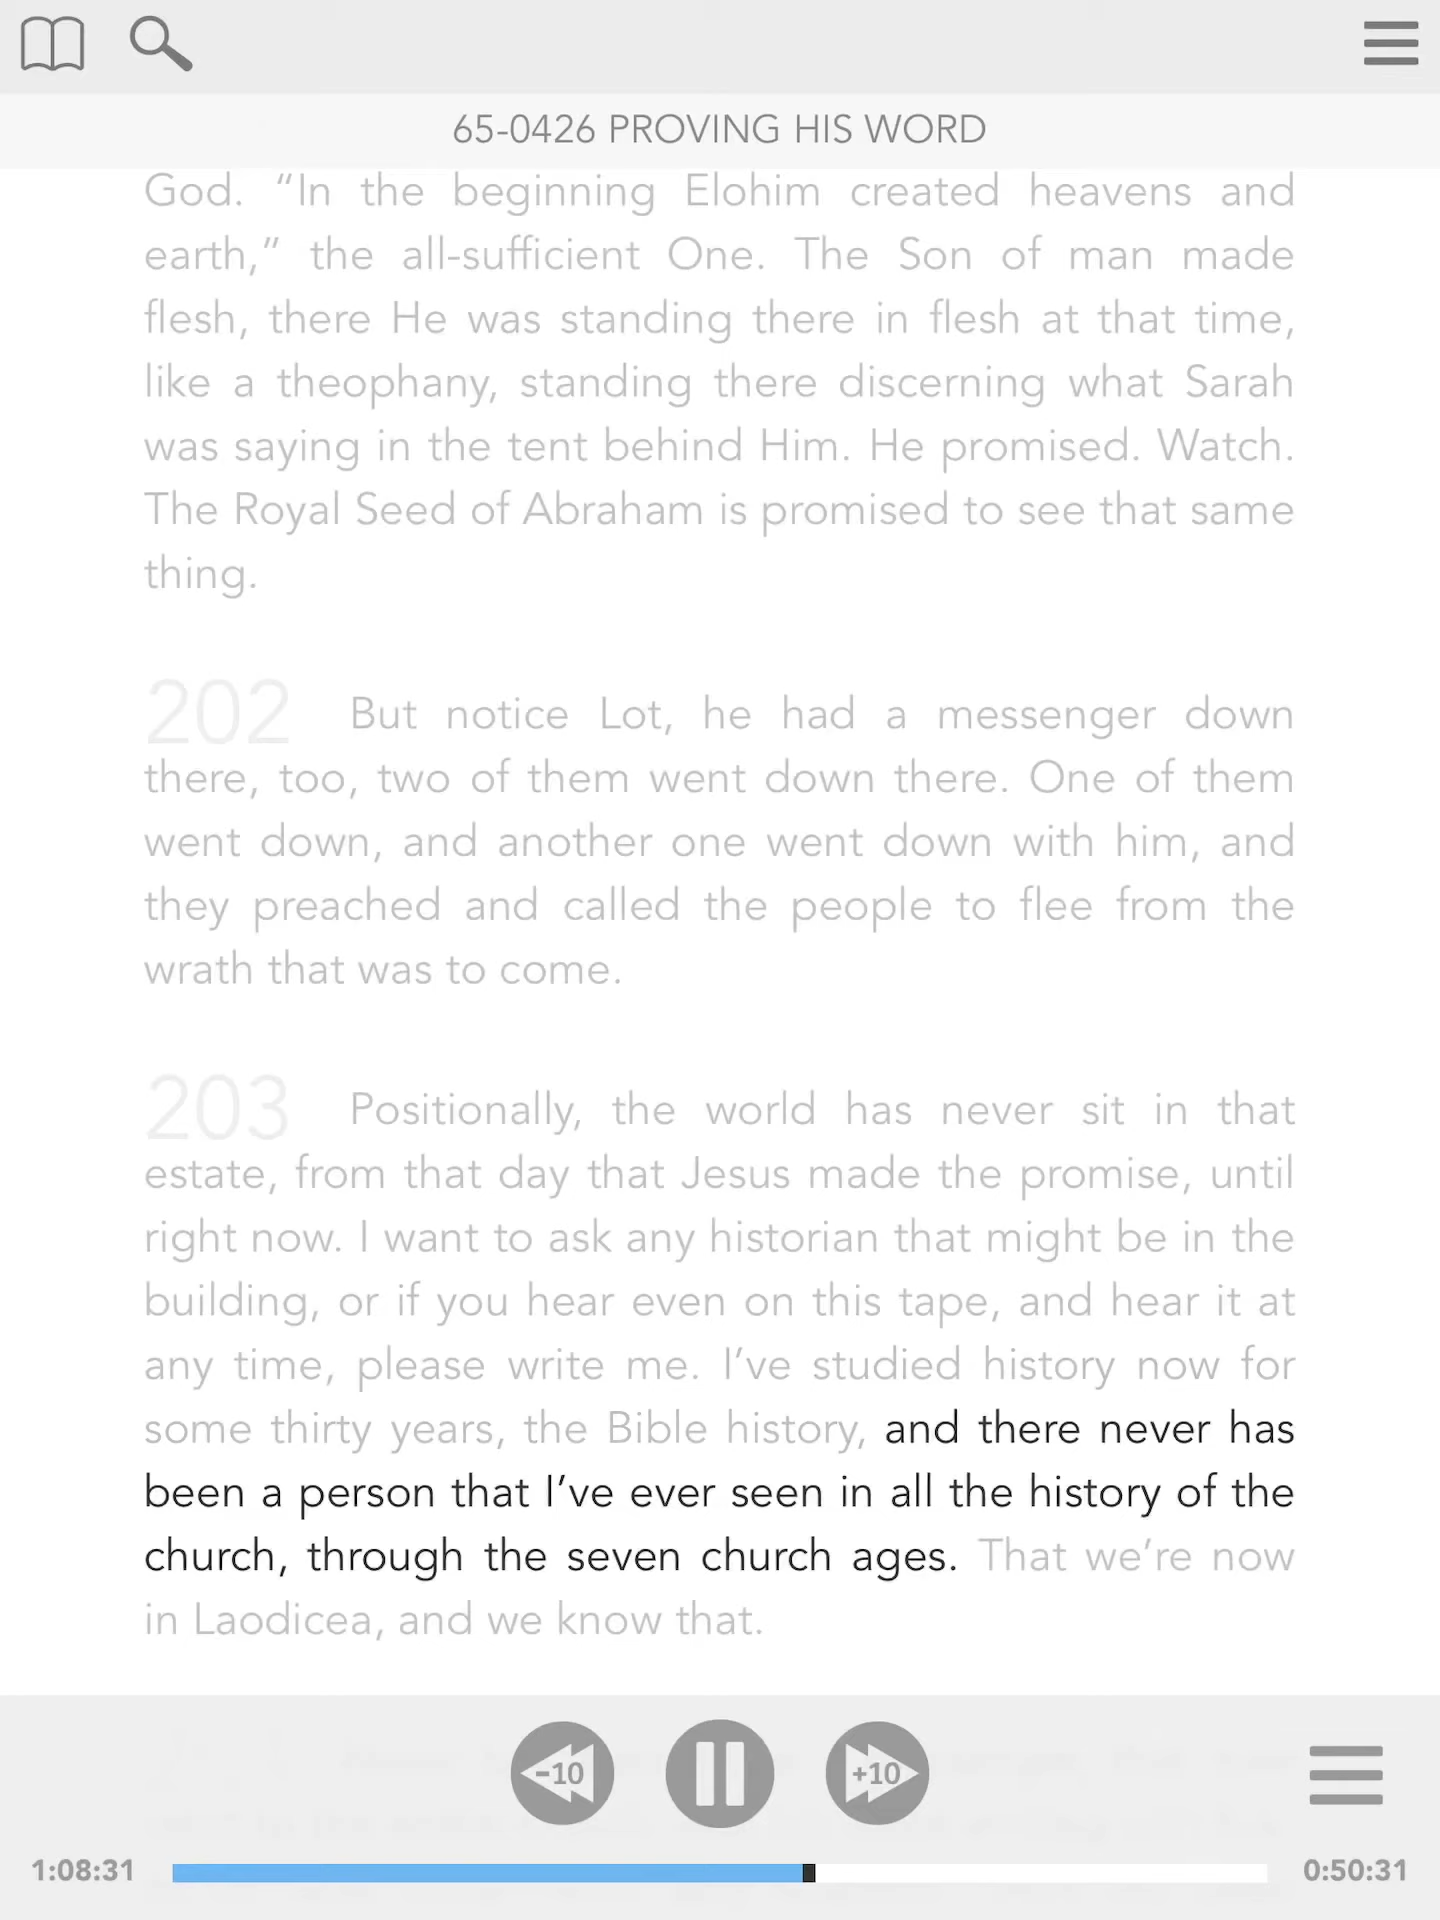 65-0426 PROVING HIS WORD
God. “In the beginning Elohim created heavens and
earth,” the all-sufficient One. The Son of man made
flesh, there He was standing there in flesh at that time,
like a theophany, standing there discerning what Sarah
was saying in the tent behind Him. He promised. Watch.
The Royal Seed of Abraham is promised to see that same
thing.
202 But notice Lot, he had a messenger down
there, too, two of them went down there. One of them
went down, and another one went down with him, and
they preached and called the people to flee from the
wrath that was to come.
203 Positionally, the world has never sit in that
estate, from that day that Jesus made the promise, until
right now. I want to ask any historian that might be in the
building, or if you hear even on this tape, and hear it at
any time, please write me. I’ve studied history now for
some thirty years, the Bible history, and there never has
been a person that I’ve ever seen in all the history of the
church, through the seven church ages. That we’re now
in Laodicea, and we know that.
-10 +10
1:08:31 0:50:31